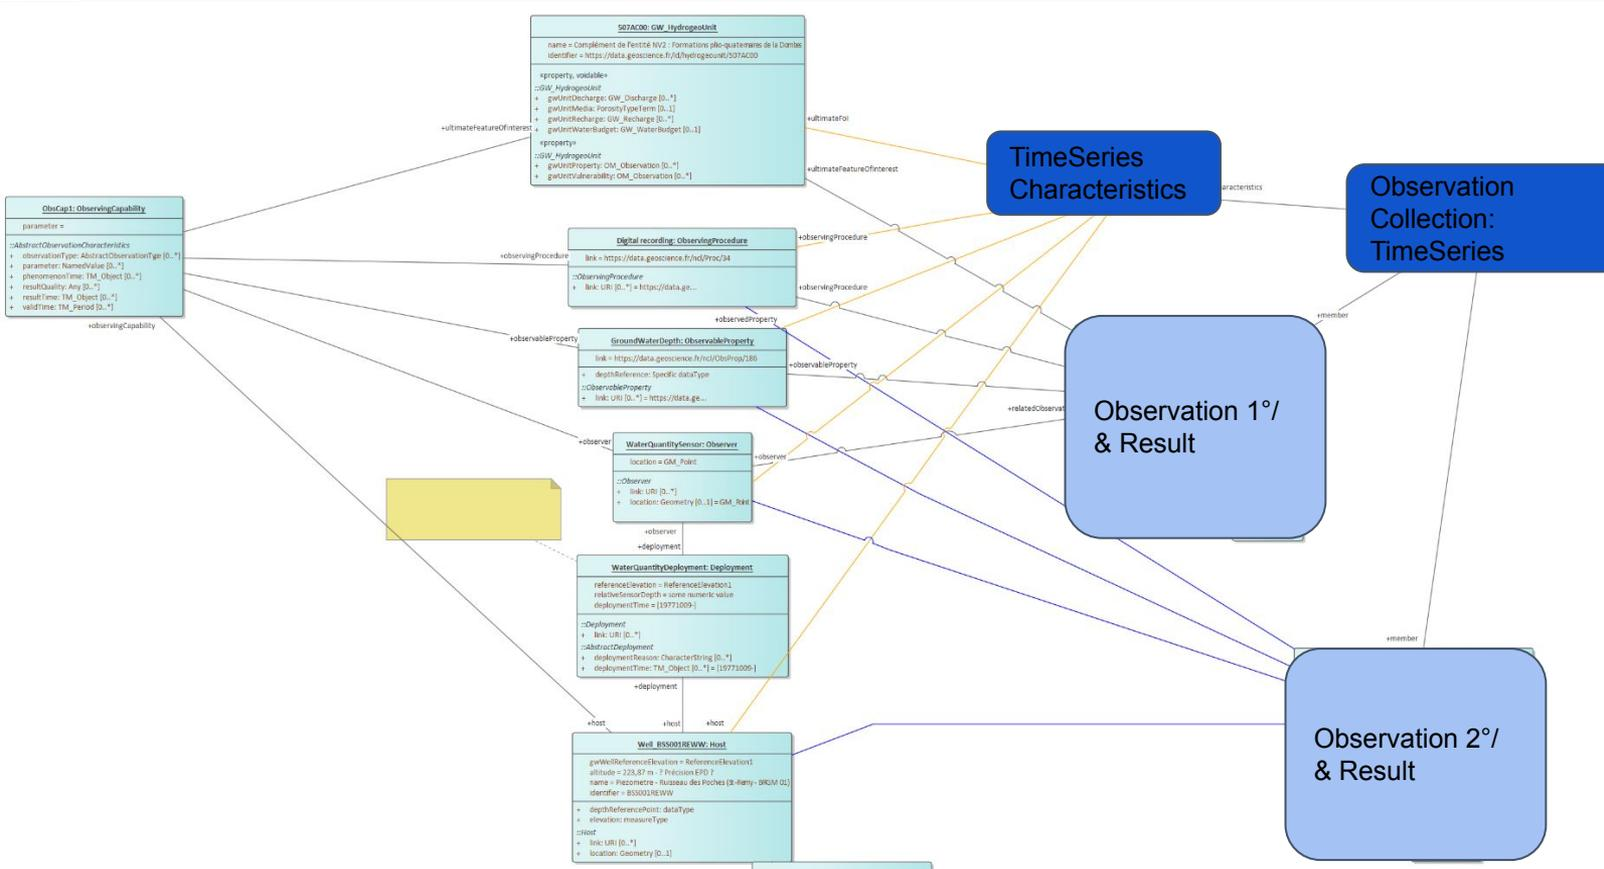 507AC00: GW_HydrogeoUnit
name = Complément de l'entité NV2 : Formations plio-quaternaires de la Dombes
identifier = https://data.geoscience.fr/id/hydrogeounit/507AC00
«property, voidable»
::GW_HydrogeoUnit
+ gwUnitDischarge: GW_Discharge [0..*]
+ gwUnitMedia: PorosityTypeTerm [0..1]
+ gwUnitRecharge: GW_Recharge [0..*]
+ gwUnitWaterBudget: GW_WaterBudget [0..1]
«property»
::GW_HydrogeoUnit
+ gwUnitProperty: OM_Observation [0..*]
+ gwUnitVulnerability: OM_Observation [0..*]
+ultimateFeatureOfInterest
+ultimateFoI
+ultimateFeatureOfInterest
TimeSeries
Characteristics
aracteristics
Observation
Collection:
TimeSeries
ObsCap1: ObservingCapability
parameter =
::AbstractObservationCharacteristics
+ observationType: AbstractObservationType [0..*]
+ parameter: NamedValue [0..*]
+ phenomenonTime: TM_Object [0..*]
+ resultQuality: Any [0..*]
+ resultTime: TM_Object [0..*]
+ validTime: TM_Period [0..*]
+observingCapability
+observingProcedure
Digital recording: ObservingProcedure
link = https://data.geoscience.fr/ncl/Proc/34
::ObservingProcedure
+ link: URI [0..*] = https://data.ge...
+observingProcedure
+observingProcedure
+observedProperty
+observableProperty
GroundWaterDepth: ObservableProperty
link = https://data.geoscience.fr/ncl/ObsProp/186
+ depthReference: Specific dataType
::ObservableProperty
+ link: URI [0..*] = https://data.ge...
+observableProperty
+relatedObservat
+member
Observation 1°/
& Result
+observer
WaterQuantitySensor: Observer
location = GM_Point
::Observer
+ link: URI [0..*]
+ location: Geometry [0..1] = GM_Point
+observer
+observer
+deployment
WaterQuantityDeployment: Deployment
referenceElevation = ReferenceElevation1
relativeSensorDepth = some numeric value
deploymentTime = [19771009-]
::Deployment
+ link: URI [0..*]
::AbstractDeployment
+ deploymentReason: CharacterString [0..*]
+ deploymentTime: TM_Object [0..*] = [19771009-]
+deployment
+host
+host
+host
Well_BSS001REWW: Host
gwWellReferenceElevation = ReferenceElevation1
altitude = 223,87 m - ? Précision EPD ?
name = Piezometre - Ruisseau des Poches (St-Remy - BRGM 01)
identifier = BSS001REWW
+ depthReferencePoint: dataType
+ elevation: measureType
::Host
+ link: URI [0..*]
+ location: Geometry [0..1]
+member
Observation 2°/
& Result